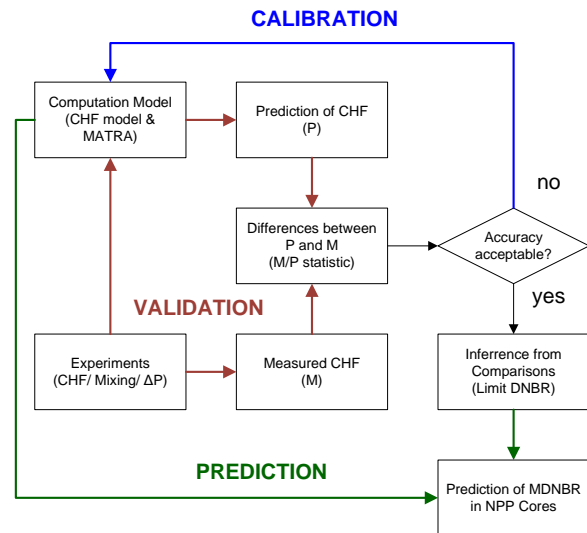 CALIBRATION
Computation Model
(CHF model &
MATRA)
Prediction of CHF
(P)
no
Differences between
P and M
(M/P statistic)
Accuracy
acceptable?
yes
VALIDATION
Experiments
(CHF/ Mixing/ ΔP)
Measured CHF
(M)
Inferrence from
Comparisons
(Limit DNBR)
PREDICTION
Prediction of MDNBR
in NPP Cores